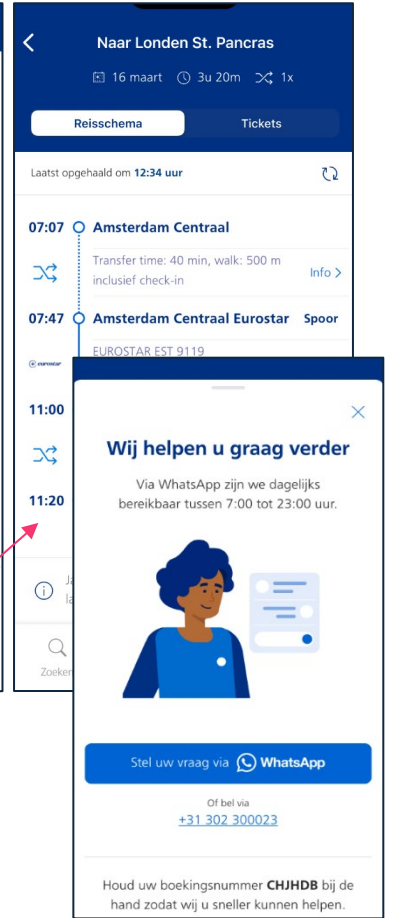 Naar Londen St. Pancras
16 maart 3u 20m 1x
Reisschema Tickets
Laatst opgehaald om 12:34 uur
07:07 Amsterdam Centraal
Transfer time: 40 min, walk: 500 m
inclusief check-in Info >
07:47 Amsterdam Centraal Eurostar Spoor
EUROSTAR EST 9119
EUROSTAR
11:00
11:20
Zoeken
Wij helpen u graag verder
Via WhatsApp zijn we dagelijks
bereikbaar tussen 7:00 tot 23:00 uur.
Stel uw vraag via WhatsApp
Of bel via
+31 302 300023
Houd uw boekingsnummer CHJHDB bij de
hand zodat wij u sneller kunnen helpen.